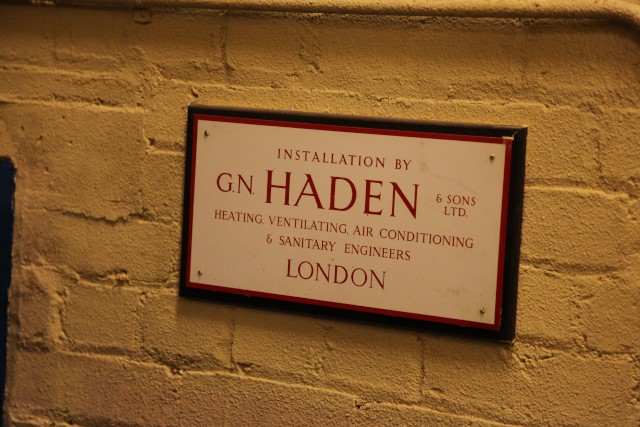 INSTALLATION BY
G.N. HADEN & SONS LTD.
HEATING, VENTILATING, AIR CONDITIONING
& SANITARY ENGINEERS
LONDON